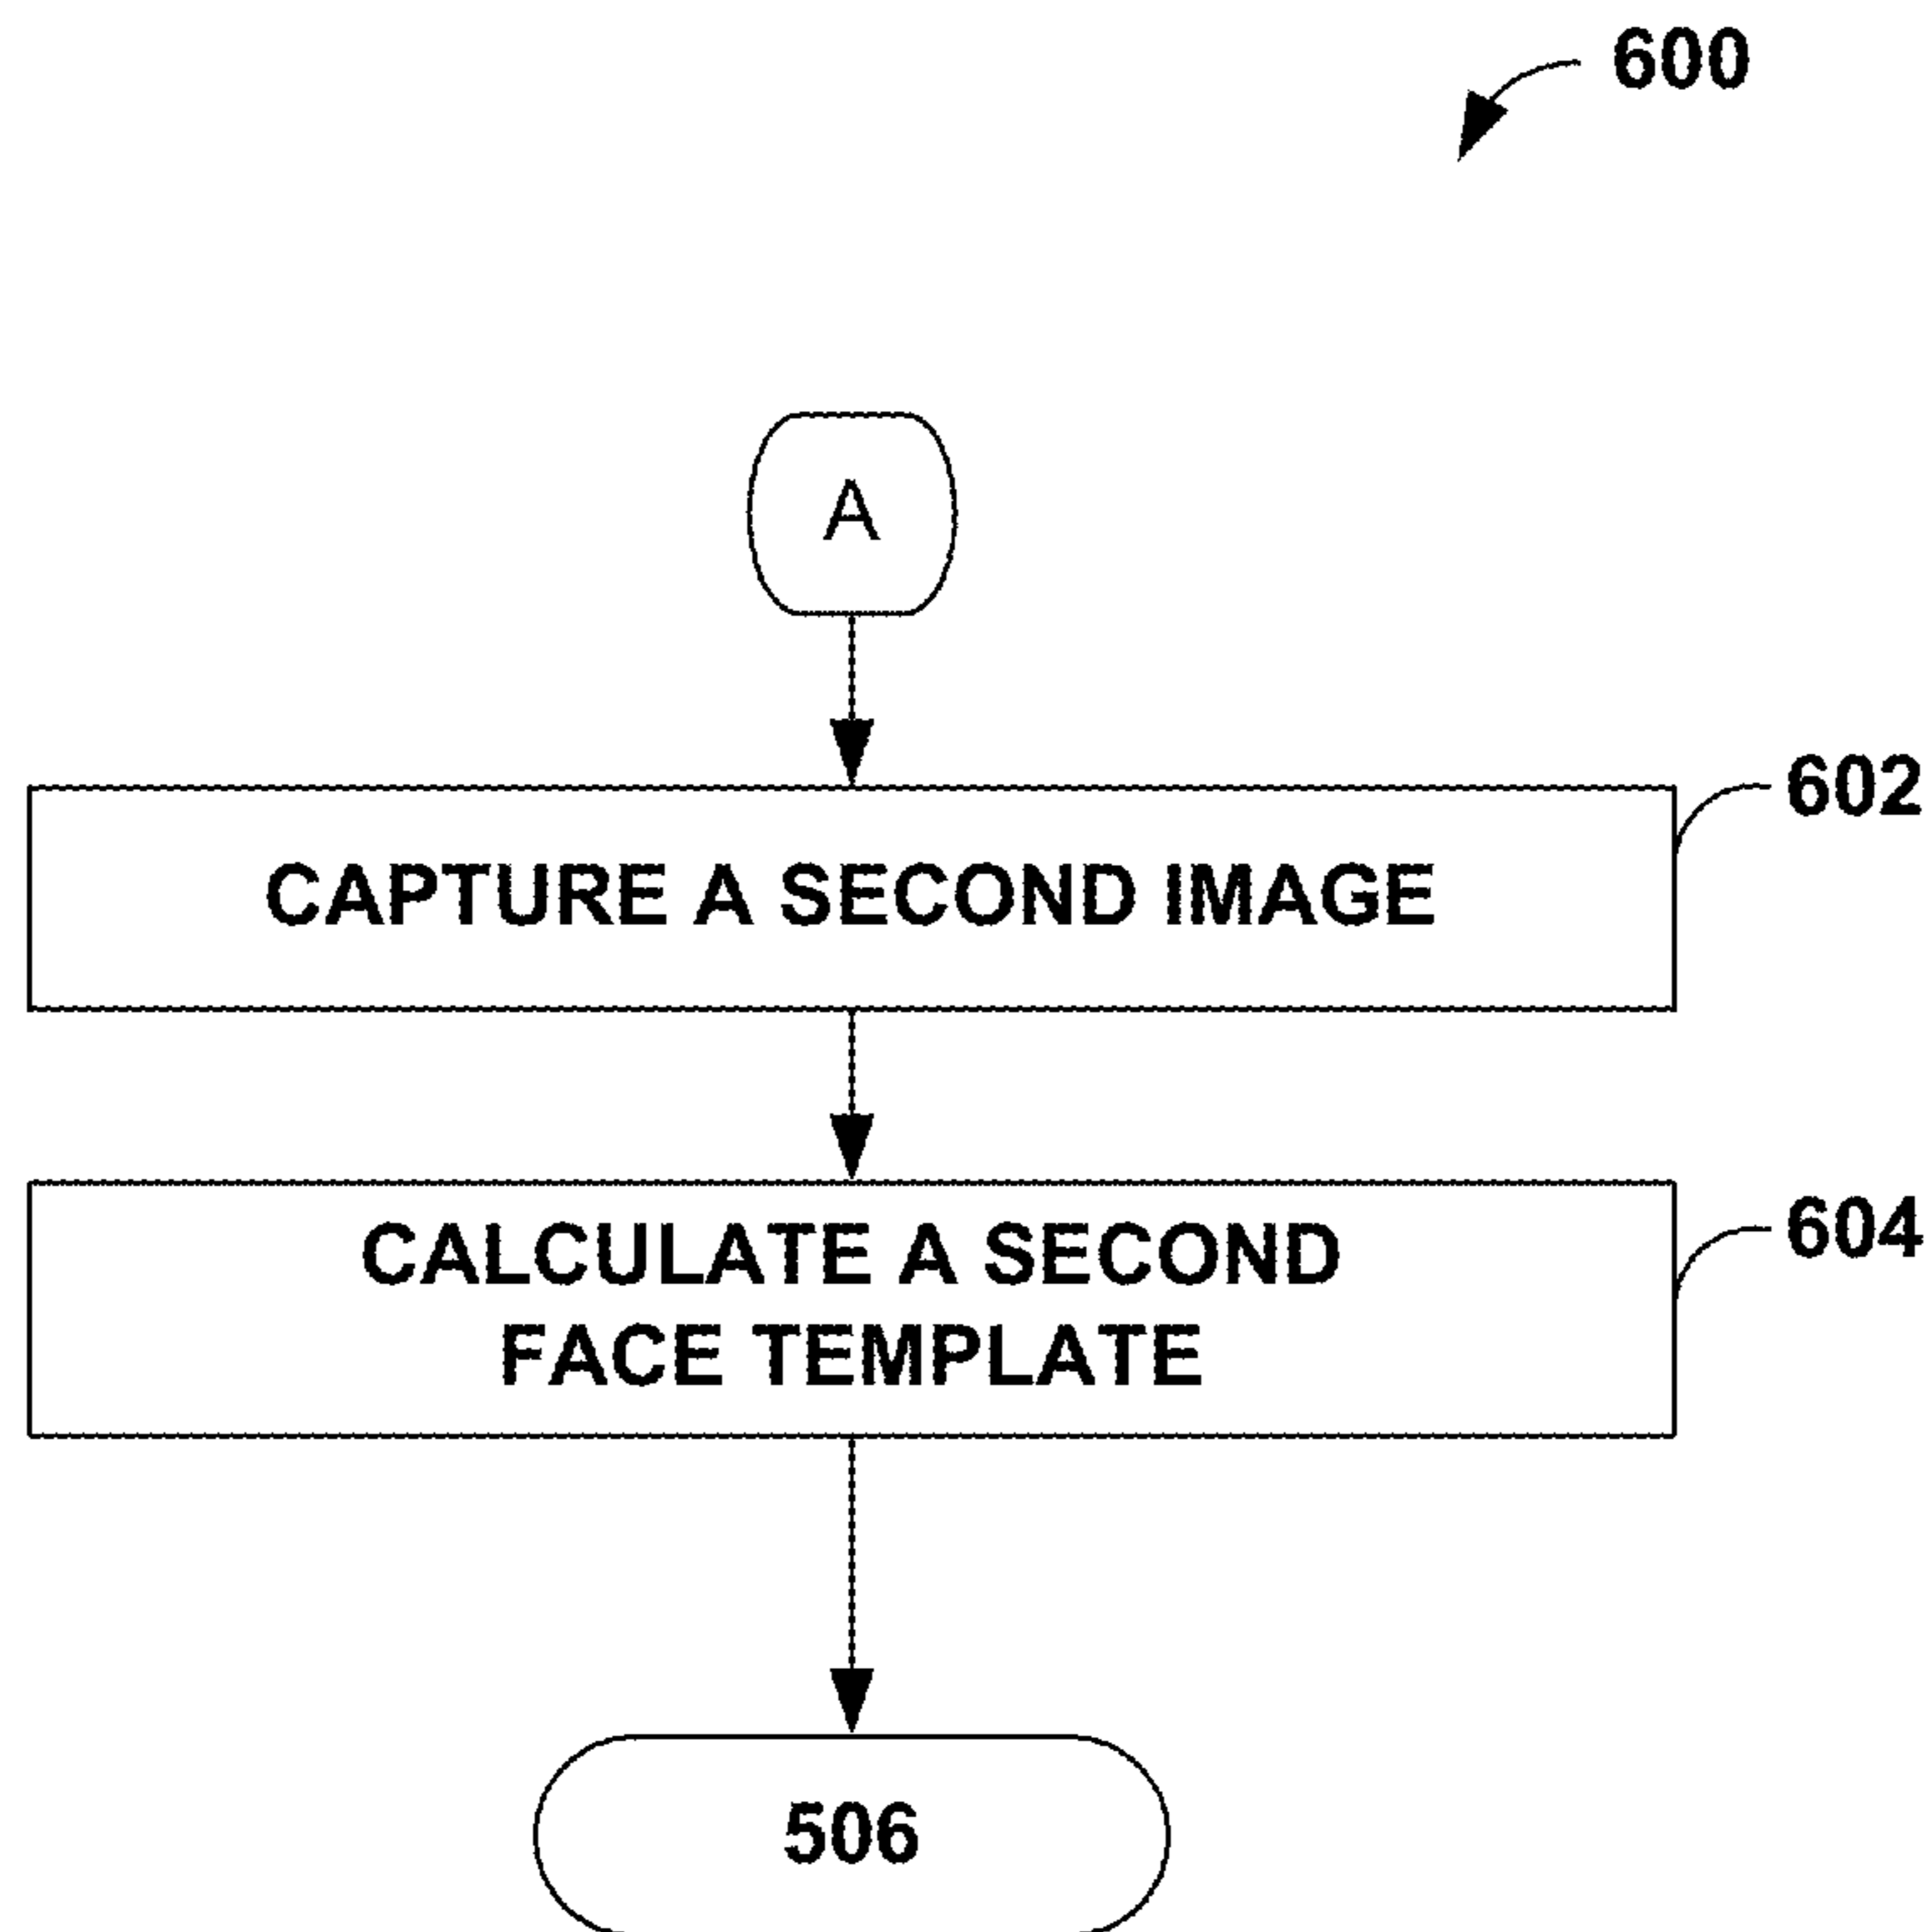 600
A
602
CAPTURE A SECOND IMAGE
604
CALCULATE A SECOND
FACE TEMPLATE
506